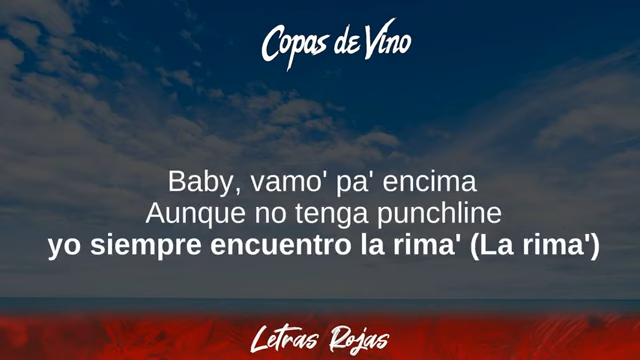 Copas de Vino
Baby, vamo' pa' encima
Aunque no tenga punchline
yo siempre encuentro la rima' (La rima')
Letras Rojas